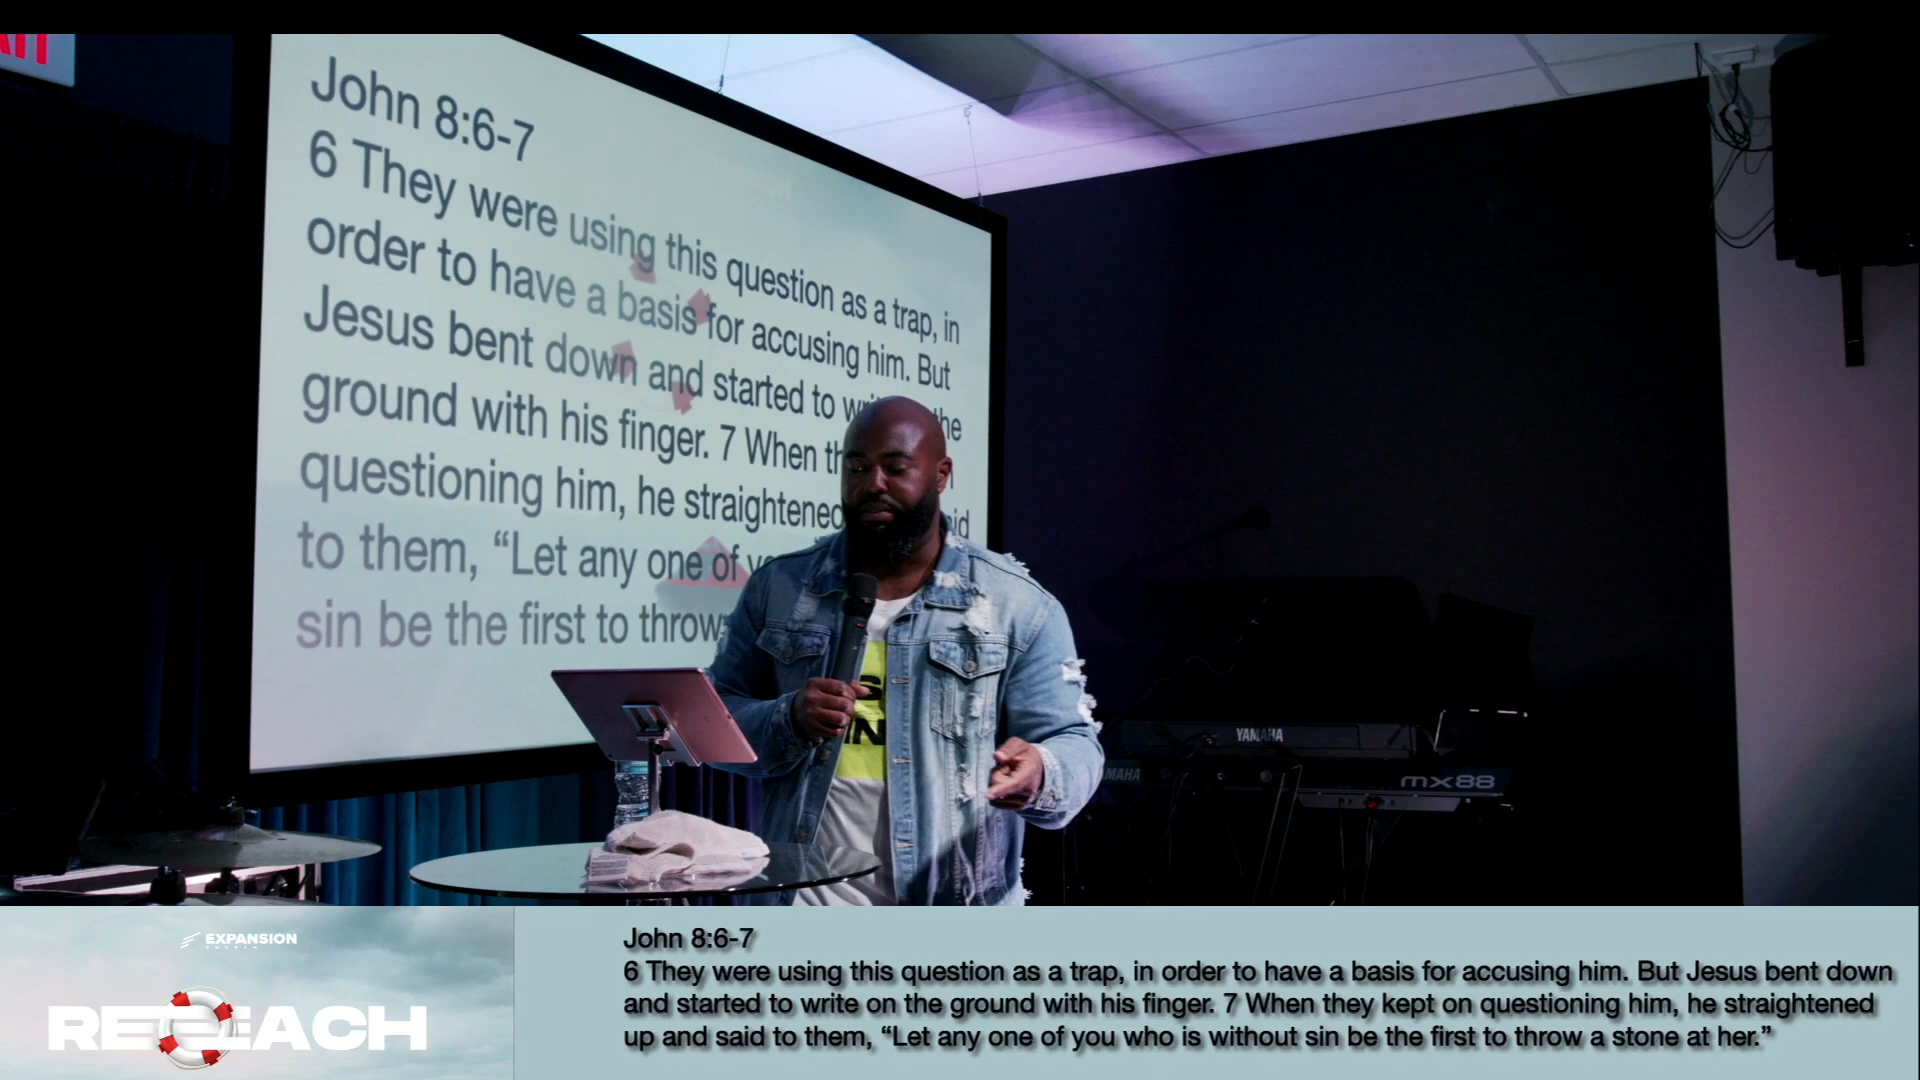 John 8:6-7
6 They were using this question as a trap, in
order to have a basis for accusing him. But
Jesus bent down and started to the
ground with his finger. 7 When
questioning him, he straightened
to them, “Let any one of
sin be the first to throw
YAMAHA
YAMAHA
MX88
EXPANSION
CHURCH
REACH
John 8:6-7
6 They were using this question as a trap, in order to have a basis for accusing him. But Jesus bent down
and started to write on the ground with his finger. 7 When they kept on questioning him, he straightened
up and said to them, “Let any one of you who is without sin be the first to throw a stone at her.”